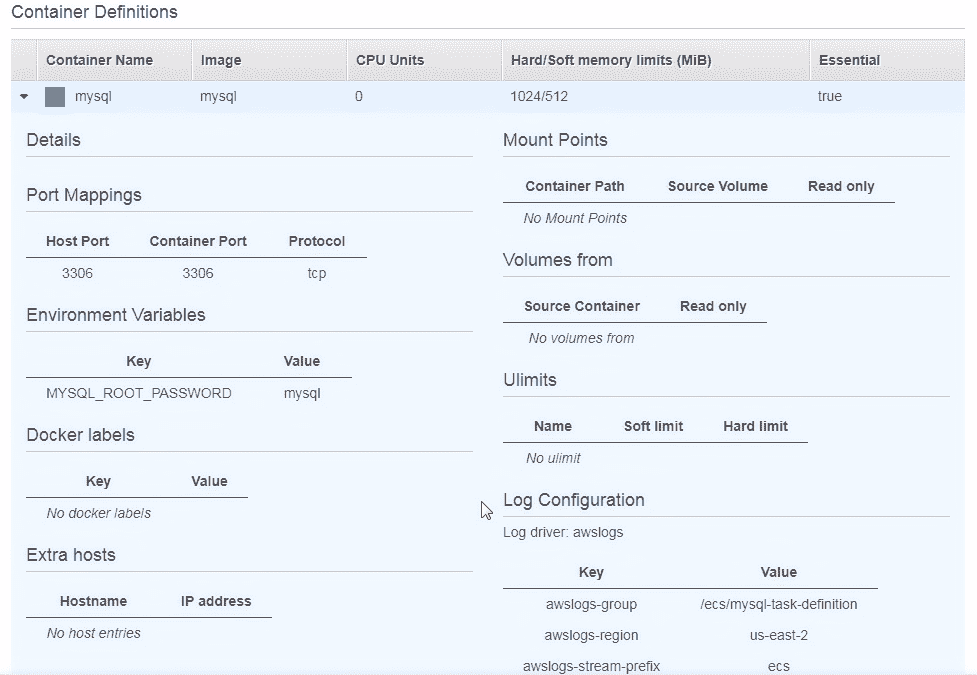 Container Definitions
Container Name Image CPU Units Hard/Soft memory limits (MiB) Essential
mysql mysql 0 1024/512 true
Details
Port Mappings
Host Port Container Port Protocol
3306 3306 tcp
Environment Variables
Key Value
MYSQL_ROOT_PASSWORD mysql
Docker labels
Key Value
No docker labels
Extra hosts
Hostname IP address
No host entries
Mount Points
Container Path Source Volume Read only
No Mount Points
Volumes from
Source Container Read only
No volumes from
Ulimits
Name Soft limit Hard limit
No ulimit
Log Configuration
Log driver: awslogs
Key Value
awslogs-group /ecs/mysql-task-definition
awslogs-region us-east-2
awslogs-stream-prefix ecs